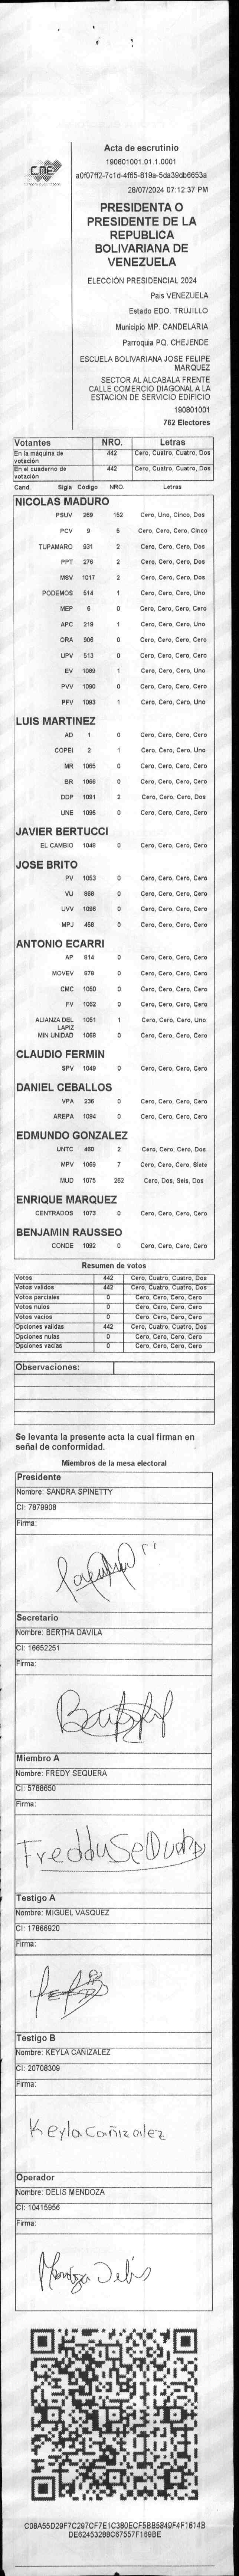 CNE
Acta de escrutinio
190801001.01.1.0001
a0f07ff2-7c1d-4f65-819a-5da39db6653a
28/07/2024 07:12:37 PM
PRESIDENTA O
PRESIDENTE DE LA
REPUBLICA
BOLIVARIANA DE
VENEZUELA
ELECCIÓN PRESIDENCIAL 2024
Pais VENEZUELA
Estado EDO. TRUJILLO
Municipio MP. CANDELARIA
Parroquia PQ. CHEJENDE
ESCUELA BOLIVARIANA JOSE FELIPE
MARQUEZ
SECTOR AL ALCABALA FRENTE
CALLE COMERCIO DIAGONAL A LA
ESTACION DE SERVICIO EDIFICIO
190801001
762 Electores
Votantes NRO. Letras
En la máquina de votación 442 Cero, Cuatro, Cuatro, Dos
En el cuaderno de votación 442 Cero, Cuatro, Cuatro, Dos
Cand. Sigla Código NRO. Letras
NICOLAS MADURO
PSUV 269 152 Cero, Uno, Cinco, Dos
PCV 9 5 Cero, Cero, Cero, Cinco
TUPAMARO 931 2 Cero, Cero, Cero, Dos
PPT 276 2 Cero, Cero, Cero, Dos
MSV 1017 2 Cero, Cero, Cero, Dos
PODEMOS 514 1 Cero, Cero, Cero, Uno
MEP 6 0 Cero, Cero, Cero, Cero
APC 219 1 Cero, Cero, Cero, Uno
ORA 906 0 Cero, Cero, Cero, Cero
UPV 513 0 Cero, Cero, Cero, Cero
EV 1089 1 Cero, Cero, Cero, Uno
PVV 1090 0 Cero, Cero, Cero, Cero
PFV 1093 1 Cero, Cero, Cero, Uno
LUIS MARTINEZ
AD 1 0 Cero, Cero, Cero, Cero
COPEI 2 1 Cero, Cero, Cero, Uno
MR 1065 0 Cero, Cero, Cero, Cero
BR 1066 0 Cero, Cero, Cero, Cero
DDP 1091 2 Cero, Cero, Cero, Dos
UNE 1095 0 Cero, Cero, Cero, Cero
JAVIER BERTUCCI
EL CAMBIO 1048 0 Cero, Cero, Cero, Cero
JOSE BRITO
PV 1053 0 Cero, Cero, Cero, Cero
VU 868 0 Cero, Cero, Cero, Cero
UVV 1096 0 Cero, Cero, Cero, Cero
MPJ 458 0 Cero, Cero, Cero, Cero
ANTONIO ECARRI
AP 914 0 Cero, Cero, Cero, Cero
MOVEV 978 0 Cero, Cero, Cero, Cero
CMC 1050 0 Cero, Cero, Cero, Cero
FV 1062 0 Cero, Cero, Cero, Cero
ALIANZA DEL LAPIZ 1051 1 Cero, Cero, Cero, Uno
MIN UNIDAD 1068 0 Cero, Cero, Cero, Cero
CLAUDIO FERMIN
SPV 1049 0 Cero, Cero, Cero, Cero
DANIEL CEBALLOS
VPA 236 0 Cero, Cero, Cero, Cero
AREPA 1094 0 Cero, Cero, Cero, Cero
EDMUNDO GONZALEZ
UNTC 460 2 Cero, Cero, Cero, Dos
MPV 1069 7 Cero, Cero, Cero, Siete
MUD 1075 262 Cero, Dos, Seis, Dos
ENRIQUE MARQUEZ
CENTRADOS 1073 0 Cero, Cero, Cero, Cero
BENJAMIN RAUSSEO
CONDE 1092 0 Cero, Cero, Cero, Cero
Resumen de votos
Votos 442 Cero, Cuatro, Cuatro, Dos
Votos validos 442 Cero, Cuatro, Cuatro, Dos
Votos parciales 0 Cero, Cero, Cero, Cero
Votos nulos 0 Cero, Cero, Cero, Cero
Votos vacios 0 Cero, Cero, Cero, Cero
Opciones validas 442 Cero, Cuatro, Cuatro, Dos
Opciones nulas 0 Cero, Cero, Cero, Cero
Opciones vacias 0 Cero, Cero, Cero, Cero
Observaciones:
Se levanta la presente acta la cual firman en
señal de conformidad.
Miembros de la mesa electoral
Presidente
Nombre: SANDRA SPINETTY
CI: 7879908
Firma:
Secretario
Nombre: BERTHA DAVILA
CI: 16652251
Firma:
Miembro A
Nombre: FREDY SEQUERA
CI: 5788650
Firma:
Testigo A
Nombre: MIGUEL VASQUEZ
CI: 17866920
Firma:
Testigo B
Nombre: KEYLA CANIZALEZ
CI: 20708309
Firma:
Keyla Cañizalez
Operador
Nombre: DELIS MENDOZA
CI: 10415956
Firma:
Mendoza Delis
C0BA55D29F7C297CF7E1C380ECF5BB5849F4F1614B
DE62453288C67557F169BE